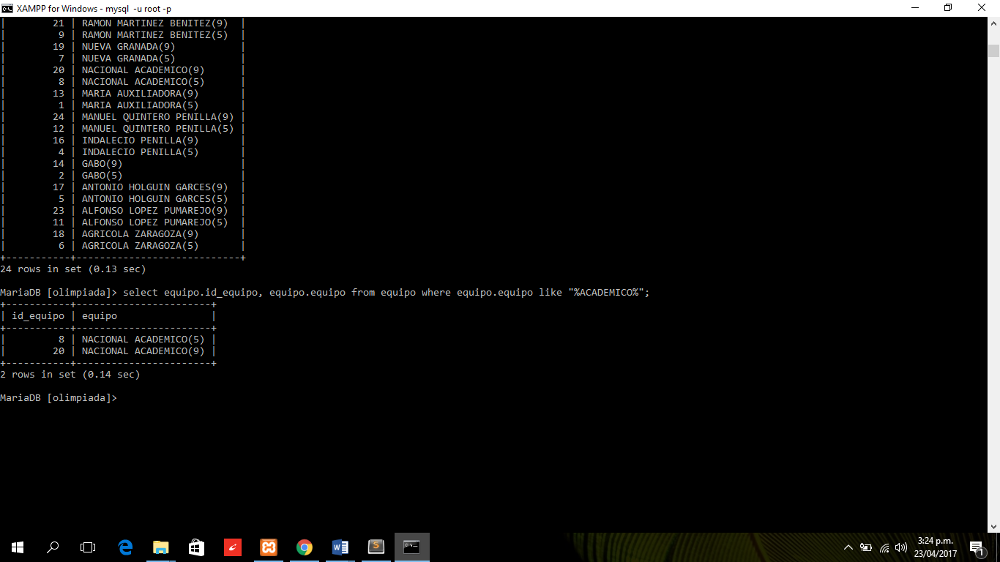 XAMPP for Windows - mysql -u root -p
| 21 | RAMON MARTINEZ BENITEZ(9) |
| 9 | RAMON MARTINEZ BENITEZ(5) |
| 19 | NUEVA GRANADA(9) |
| 7 | NUEVA GRANADA(5) |
| 20 | NACIONAL ACADEMICO(9) |
| 8 | NACIONAL ACADEMICO(5) |
| 13 | MARIA AUXILIADORA(9) |
| 1 | MARIA AUXILIADORA(5) |
| 24 | MANUEL QUINTERO PENILLA(9) |
| 12 | MANUEL QUINTERO PENILLA(5) |
| 16 | INDALECIO PENILLA(9) |
| 4 | INDALECIO PENILLA(5) |
| 14 | GABO(9) |
| 2 | GABO(5) |
| 17 | ANTONIO HOLGUIN GARCES(9) |
| 5 | ANTONIO HOLGUIN GARCES(5) |
| 23 | ALFONSO LOPEZ PUMAREJO(9) |
| 11 | ALFONSO LOPEZ PUMAREJO(5) |
| 18 | AGRICOLA ZARAGOZA(9) |
| 6 | AGRICOLA ZARAGOZA(5) |
+-----------+----------------------------+
24 rows in set (0.13 sec)
MariaDB [olimpiada]> select equipo.id_equipo, equipo.equipo from equipo where equipo.equipo like "%ACADEMICO%";
+-----------+-----------------------+
| id_equipo | equipo |
+-----------+-----------------------+
| 8 | NACIONAL ACADEMICO(5) |
| 20 | NACIONAL ACADEMICO(9) |
+-----------+-----------------------+
2 rows in set (0.14 sec)
MariaDB [olimpiada]>
3:24 p.m.
23/04/2017
1